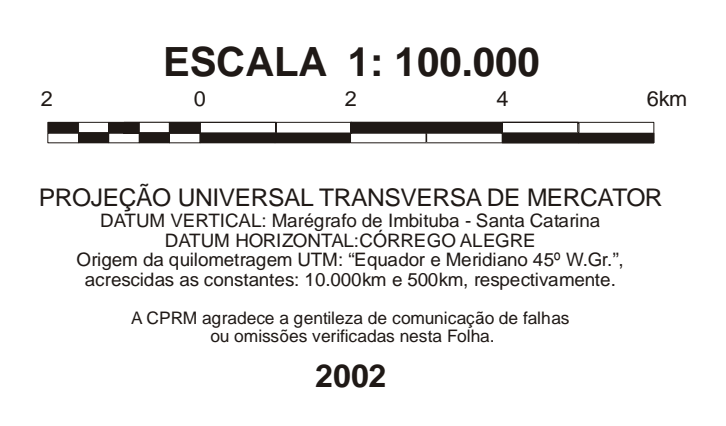 ESCALA 1: 100.000
2 0 2 4 6km
PROJEÇÃO UNIVERSAL TRANSVERSA DE MERCATOR
DATUM VERTICAL: Marégrafo de Imbituba - Santa Catarina
DATUM HORIZONTAL:CÓRREGO ALEGRE
Origem da quilometragem UTM: “Equador e Meridiano 45º W.Gr.”,
acrescidas as constantes: 10.000km e 500km, respectivamente.
A CPRM agradece a gentileza de comunicação de falhas
ou omissões verificadas nesta Folha.
2002